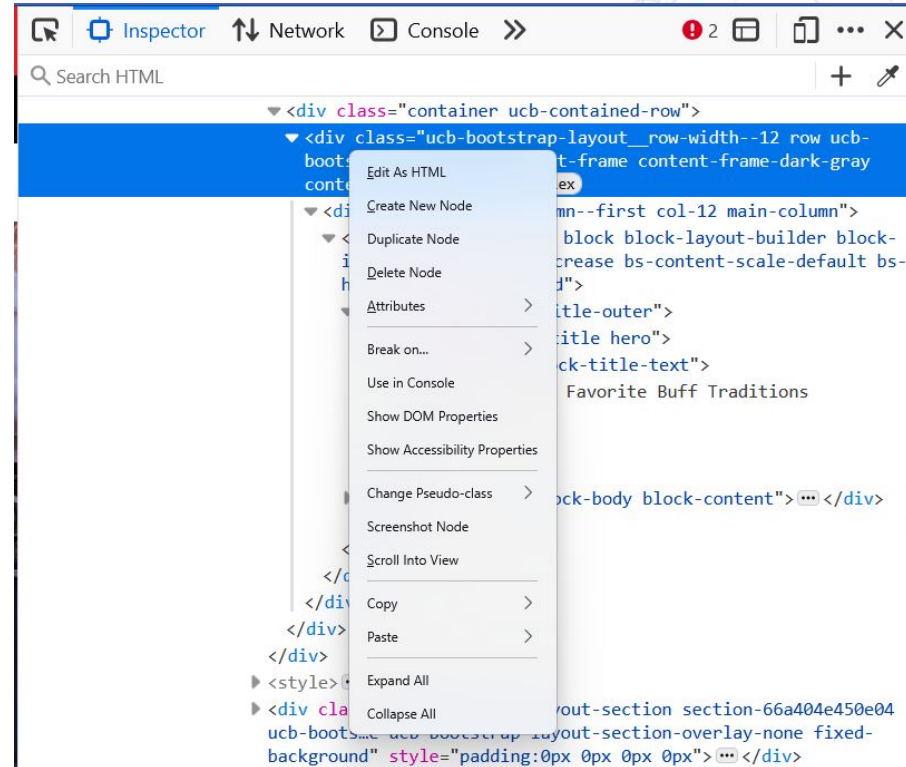 Inspector Network Console 2
Search HTML
<div class="container ucb-contained-row">
<div class="ucb-bootstrap-layout__row-width--12 row ucb-
boots t-frame content-frame-dark-gray
Edit As HTML
conte ex
Create New Node
<di mn--first col-12 main-column">
Duplicate Node
< block block-layout-builder block-
i crease bs-content-scale-default bs-
Delete Node
h d">
Attributes
itle-outer">
itle hero">
Break on...
ck-title-text">
Use in Console
Favorite Buff Traditions
Show DOM Properties
Show Accessibility Properties
Change Pseudo-class
ock-body block-content"> </div>
Screenshot Node
<
Scroll Into View
</d
Copy
</div
</div>
Paste
</div>
<style>
Expand All
<div cla yout-section section-66a404e450e04
Collapse All
ucb-boots layout-section-overlay-none fixed-
background" style="padding:0px 0px 0px 0px"> </div>